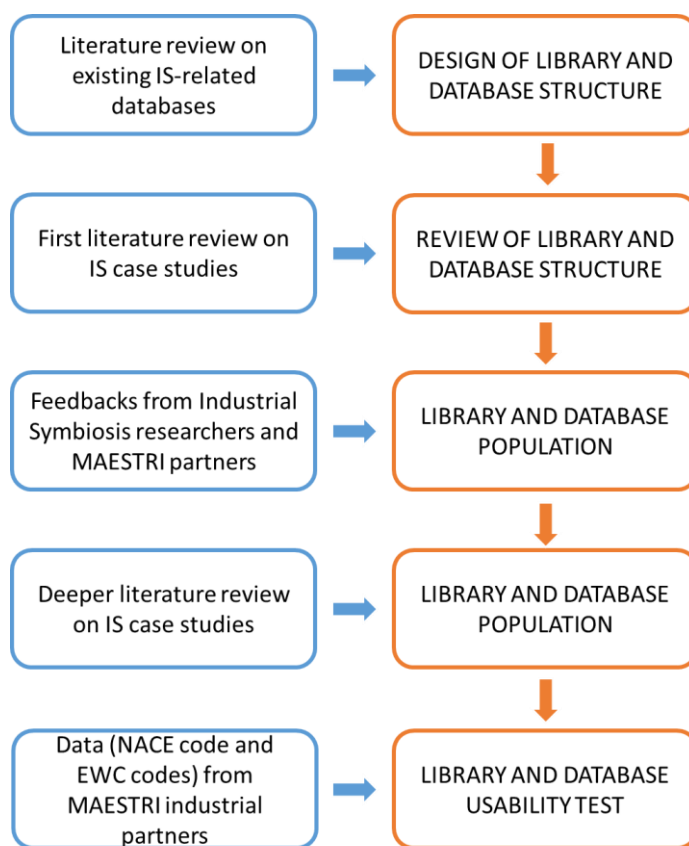 Literature review on
existing IS-related
databases
DESIGN OF LIBRARY AND
DATABASE STRUCTURE
First literature review on
IS case studies
REVIEW OF LIBRARY AND
DATABASE STRUCTURE
Feedbacks from Industrial
Symbiosis researchers and
MAESTRI partners
LIBRARY AND DATABASE
POPULATION
Deeper literature review
on IS case studies
LIBRARY AND DATABASE
POPULATION
Data (NACE code and
EWC codes) from
MAESTRI industrial
partners
LIBRARY AND DATABASE
USABILITY TEST